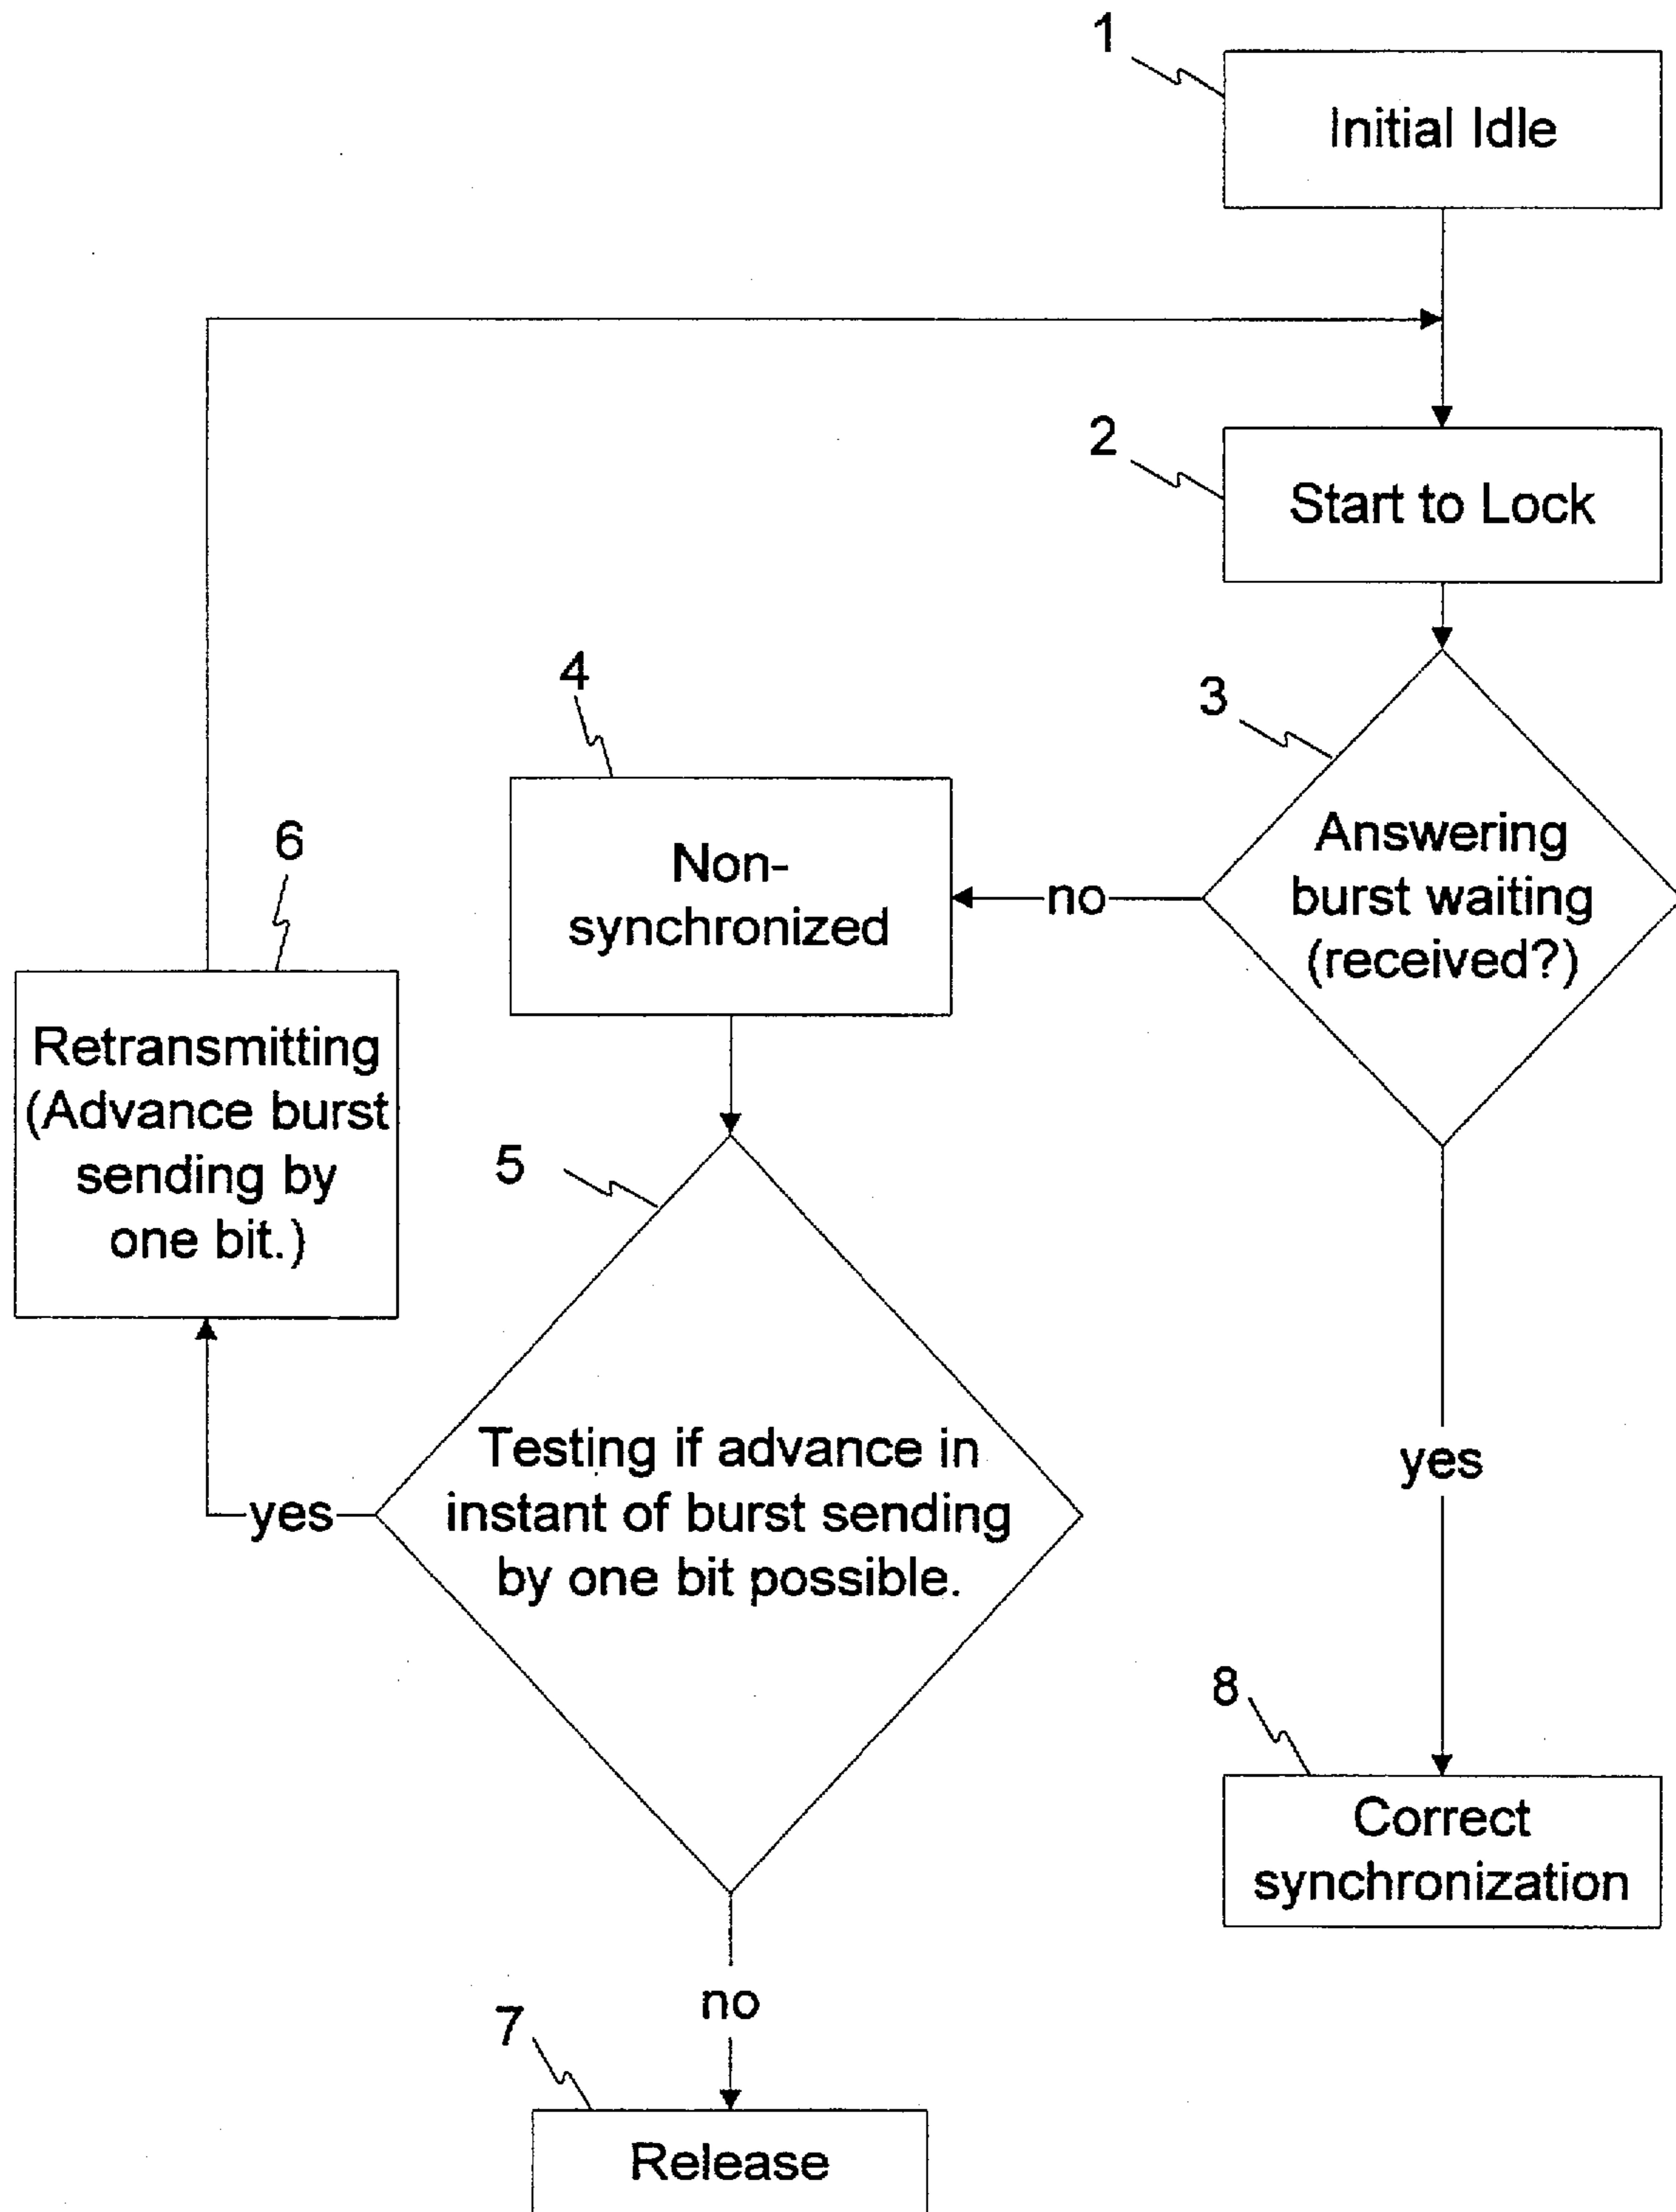 1
Initial Idle
2
Start to Lock
3
Answering
burst waiting
(received?)
no
4
Non-
synchronized
6
Retransmitting
(Advance burst
sending by
one bit.)
5
Testing if advance in
instant of burst sending
by one bit possible.
yes
yes
8
Correct
synchronization
no
7
Release